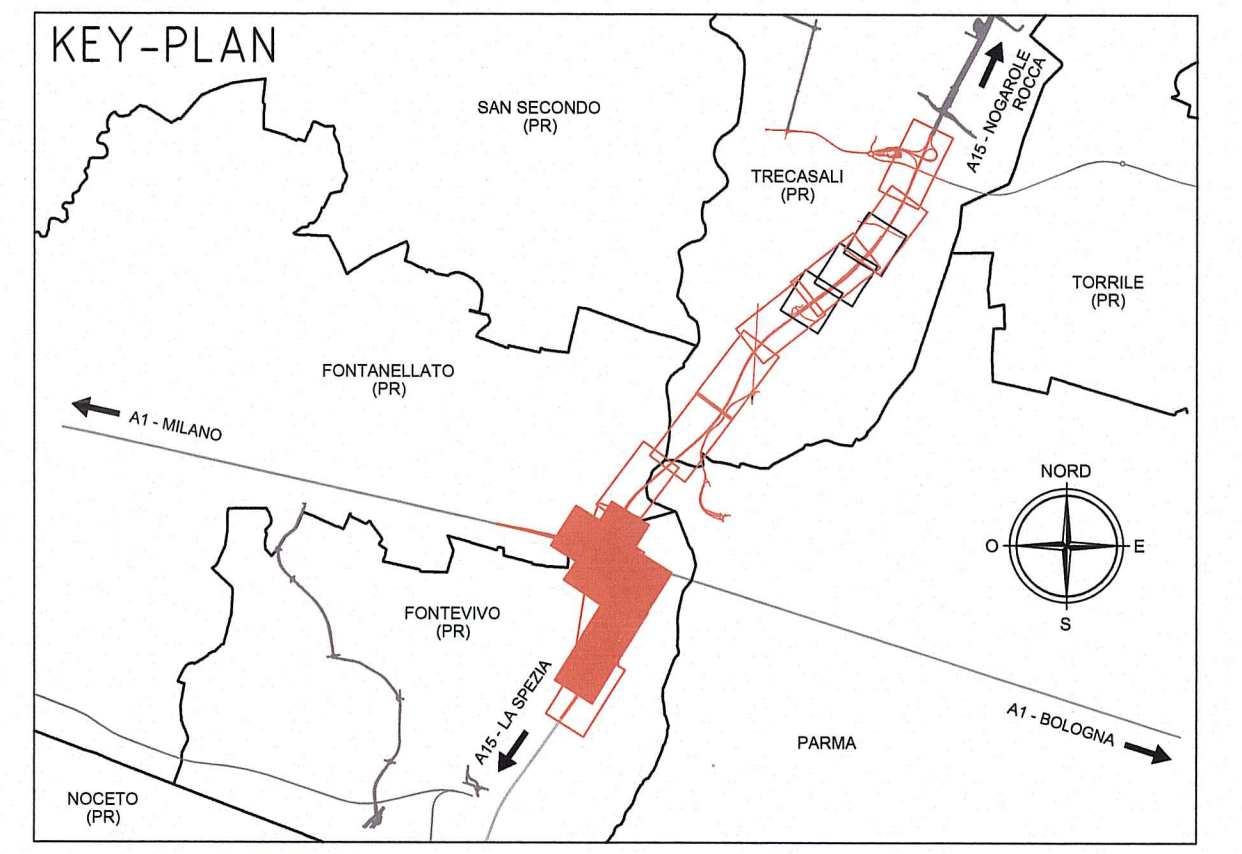 KEY-PLAN
SAN SECONDO
(PR)
A15 - NOGAROLE
ROCCA
TRECASALI
(PR)
TORRILE
(PR)
FONTANELLATO
(PR)
A1 - MILANO
NORD
O
E
S
FONTEVIVO
(PR)
A15 - LA SPEZIA
A1 - BOLOGNA
PARMA
NOCETO
(PR)